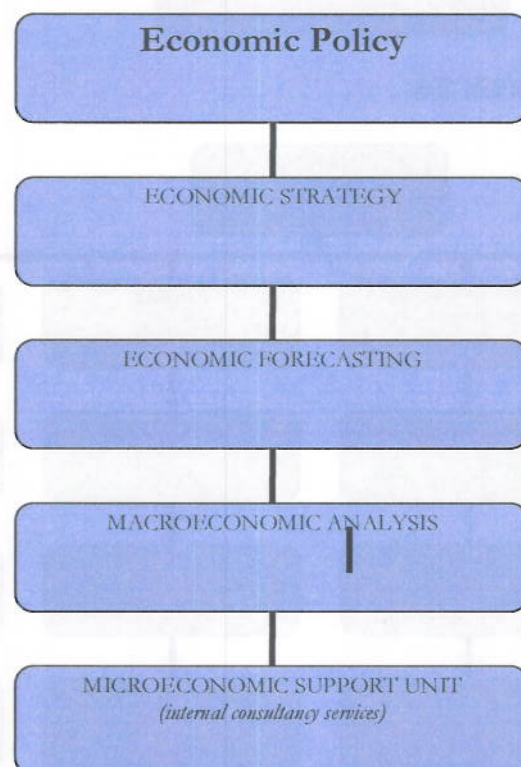 Economic Policy
ECONOMIC STRATEGY
ECONOMIC FORECASTING
MACROECONOMIC ANALYSIS
MICROECONOMIC SUPPORT UNIT
(internal consultancy services)